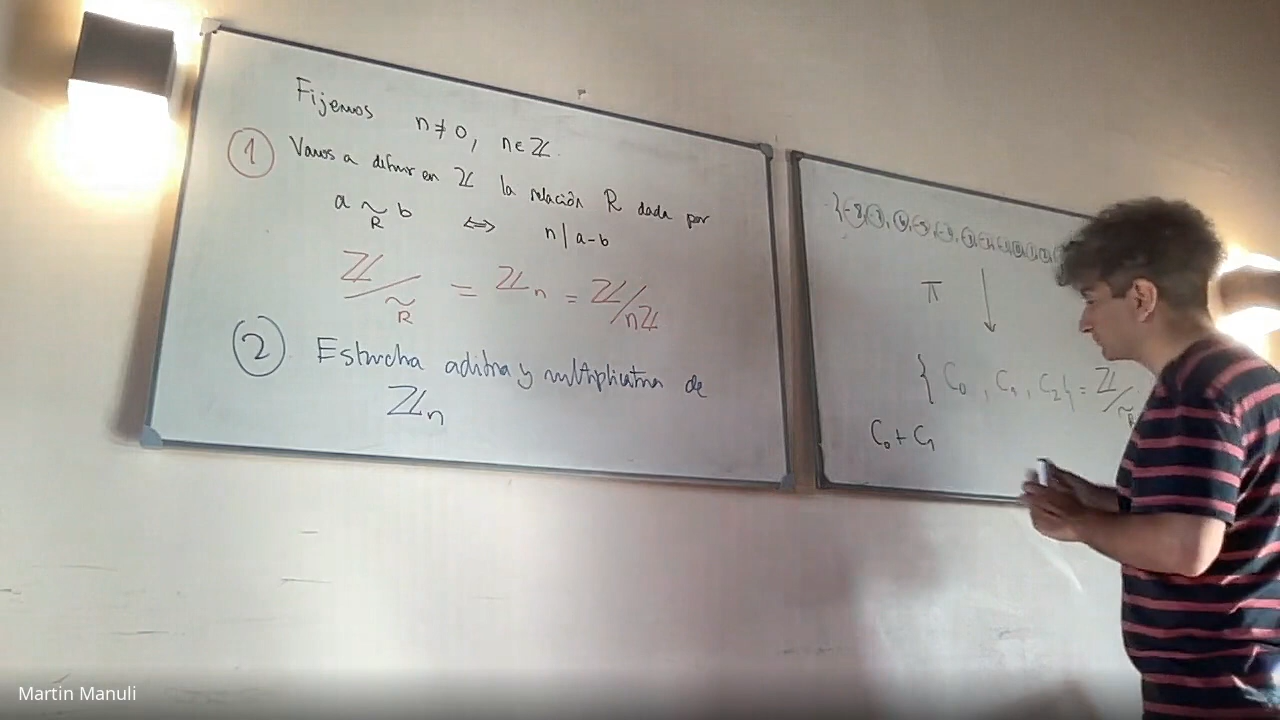 Fijemos n ≠ 0, n ∈ ℤ.
① Vamos a definir en ℤ la relación R dada por
a ~R b ⟺ n | a-b
ℤ/~R = ℤn = ℤ/nℤ
② Estructura aditiva y multiplicativa de
ℤn
π ↓
{ C0 , C1 , C2 } = ℤ/~R
C0 + C1
Martin Manuli